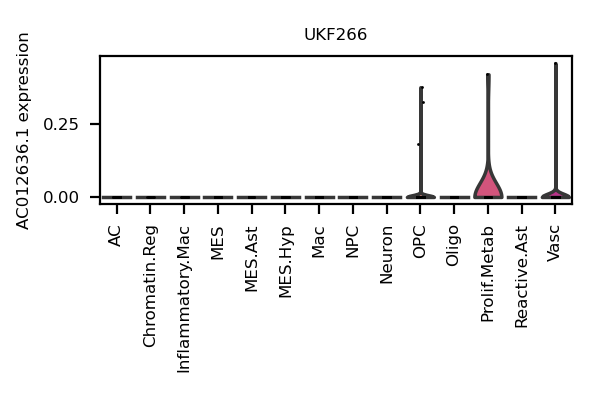 UKF266
AC012636.1 expression
0.25
0.00
AC
Chromatin.Reg
Inflammatory.Mac
MES
MES.Ast
MES.Hyp
Mac
NPC
Neuron
OPC
Oligo
Prolif.Metab
Reactive.Ast
Vasc